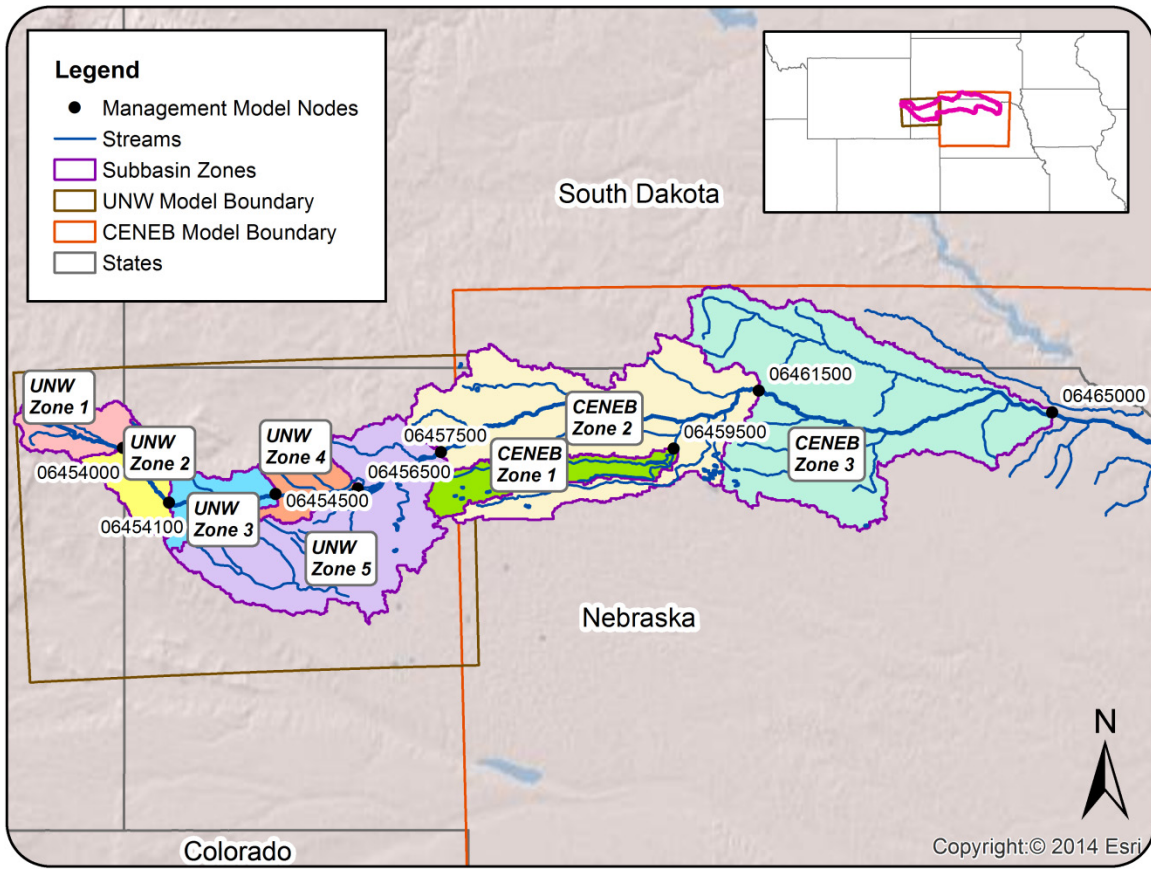 Legend
Management Model Nodes
Streams
Subbasin Zones
UNW Model Boundary
CENEB Model Boundary
States
South Dakota
UNW
Zone 1
06454000
UNW
Zone 2
06454100
UNW
Zone 3
UNW
Zone 4
06454500
06456500
06457500
UNW
Zone 5
CENEB
Zone 2
CENEB
Zone 1
06459500
06461500
CENEB
Zone 3
06465000
Nebraska
Colorado
N
Copyright:© 2014 Esri